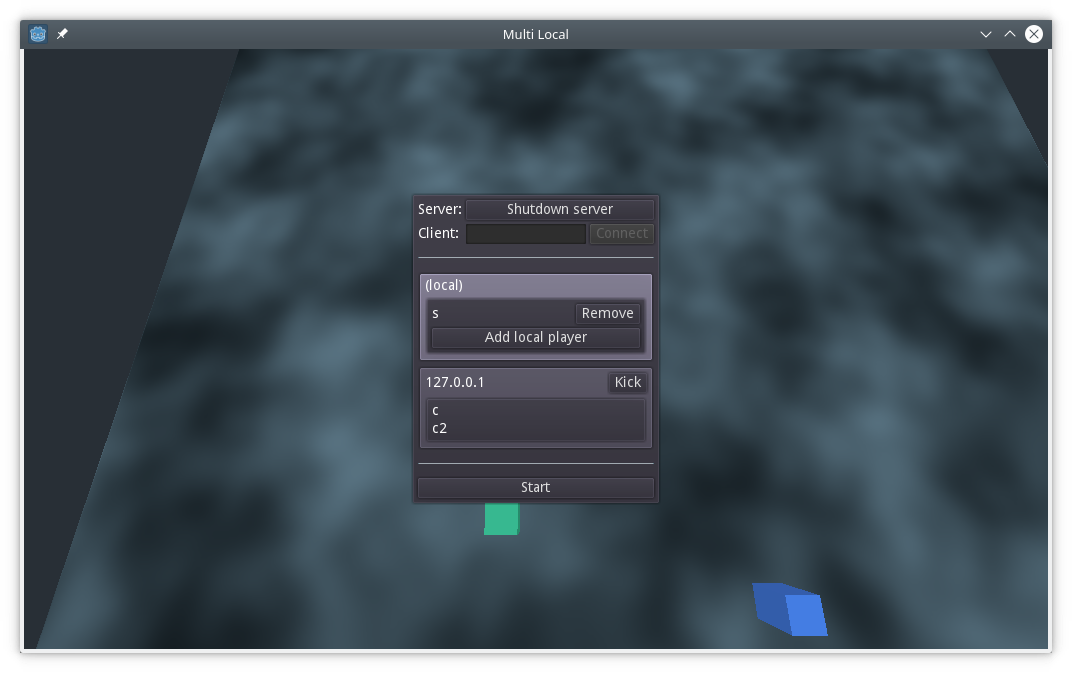 Multi Local
Server: Shutdown server
Client: Connect
(local)
s Remove
Add local player
127.0.0.1 Kick
c
c2
Start